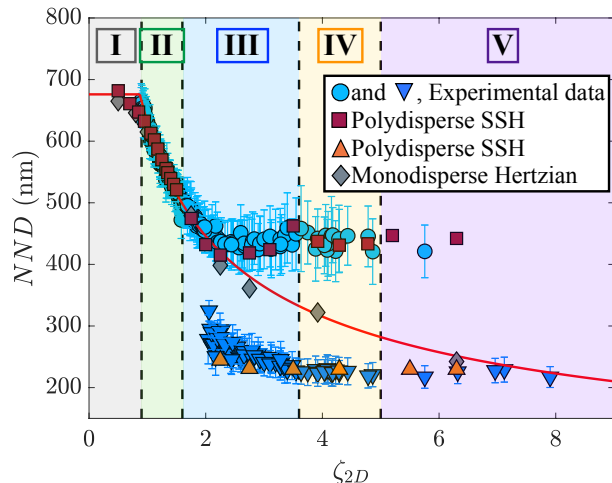 I II III IV V
and , Experimental data
Polydisperse SSH
Polydisperse SSH
Monodisperse Hertzian
NND (nm)
800
700
600
500
400
300
200
0 2 4 6 8
ζ2D